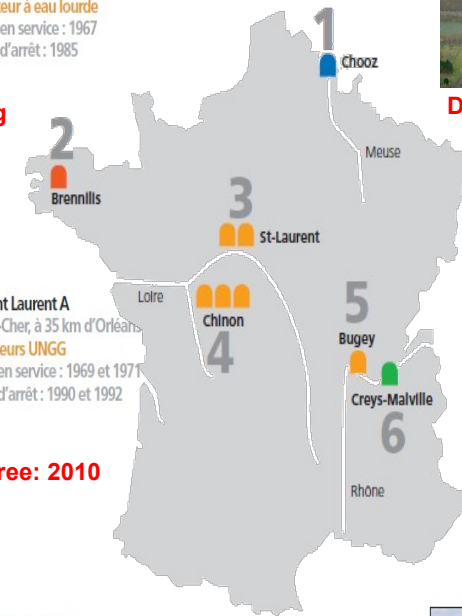 teur à eau lourde
en service : 1967
d'arrêt : 1985
g
D
1
Chooz
Meuse
2
Brennilis
3
St-Laurent
nt Laurent A
-Cher, à 35 km d'Orléans
eurs UNGG
en service : 1969 et 1971
d'arrêt : 1990 et 1992
Loire
Chinon
4
5
Bugey
Creys-Malville
6
ree: 2010
Rhône